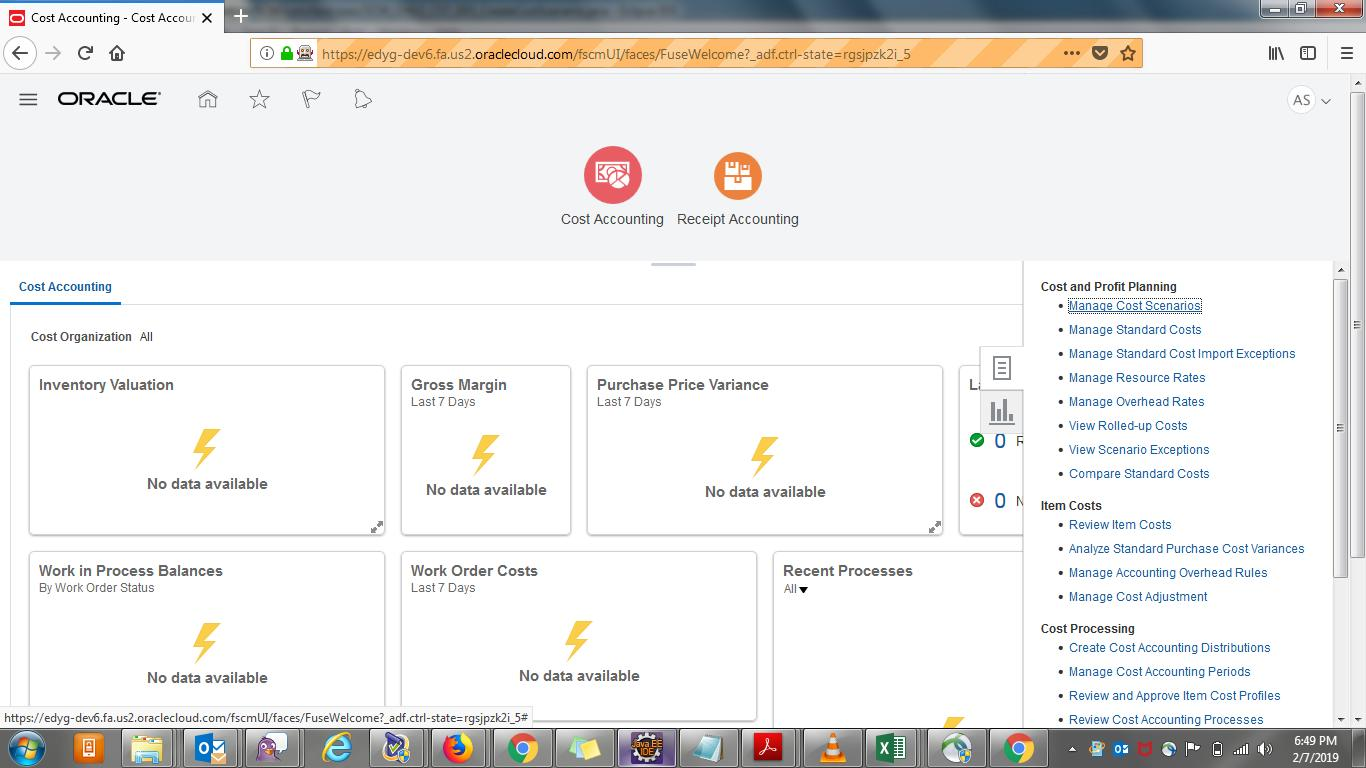 Cost Accounting - Cost Accour
https://edyg-dev6.fa.us2.oraclecloud.com/fscmUI/faces/FuseWelcome?_adf.ctrl-state=rgsjpzk2i_5
ORACLE
AS
Cost Accounting
Receipt Accounting
Cost Accounting
Cost Organization All
Inventory Valuation
No data available
Gross Margin
Last 7 Days
No data available
Purchase Price Variance
Last 7 Days
No data available
0
0 N
Work in Process Balances
By Work Order Status
No data available
Work Order Costs
Last 7 Days
No data available
Recent Processes
All
Cost and Profit Planning
Manage Cost Scenarios
Manage Standard Costs
Manage Standard Cost Import Exceptions
Manage Resource Rates
Manage Overhead Rates
View Rolled-up Costs
View Scenario Exceptions
Compare Standard Costs
Item Costs
Review Item Costs
Analyze Standard Purchase Cost Variances
Manage Accounting Overhead Rules
Manage Cost Adjustment
Cost Processing
Create Cost Accounting Distributions
Manage Cost Accounting Periods
Review and Approve Item Cost Profiles
Review Cost Accounting Processes
https://edyg-dev6.fa.us2.oraclecloud.com/fscmUI/faces/FuseWelcome?_adf.ctrl-state=rgsjpzk2i_5#
Java EE
IDE
6:49 PM
2/7/2019